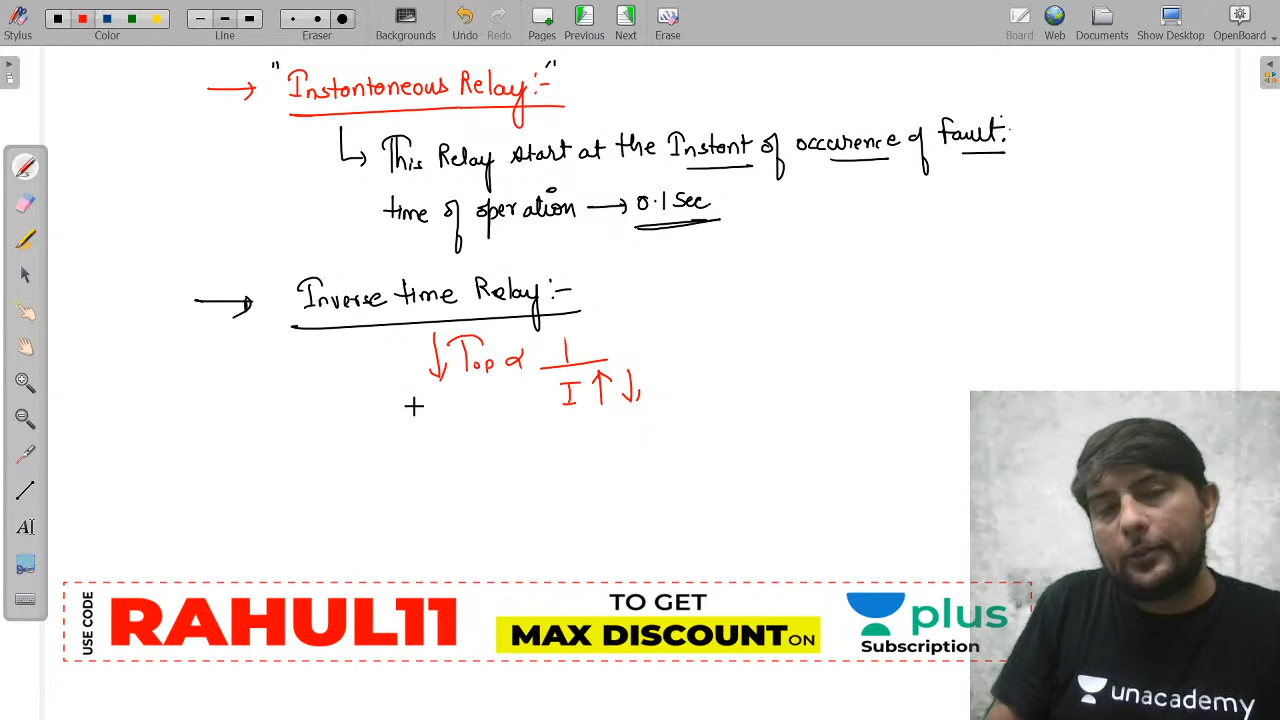 Stylus Color Line Eraser Backgrounds Undo Redo Pages Previous Next Erase Board Web Documents Show Desktop OpenBoard
→ "Instontoneous Relay:-"
↳ This Relay start at the Instont of occurence of fault:
time of operation → 0.1 Sec
→ Inverse time Relay:-
↓ Top ∝ 1/I ↑ ↓,
USE CODE
RAHUL11
TO GET
MAX DISCOUNT ON
plus
Subscription
unacademy